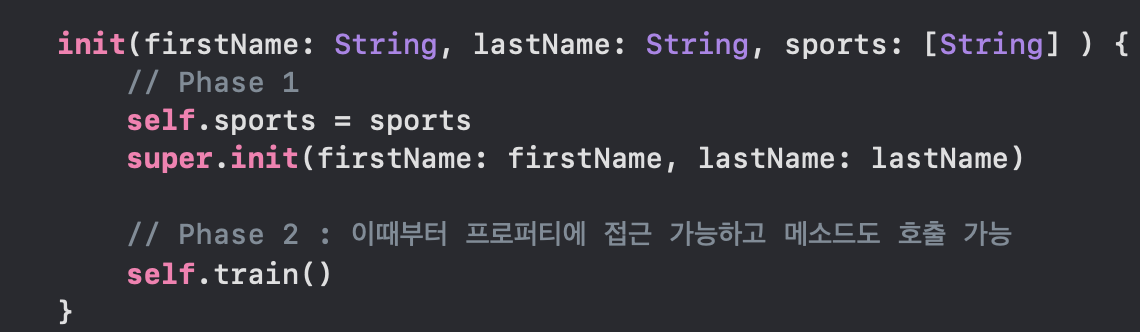 init(firstName: String, lastName: String, sports: [String] ) {
// Phase 1
self.sports = sports
super.init(firstName: firstName, lastName: lastName)
// Phase 2 : 이때부터 프로퍼티에 접근 가능하고 메소드도 호출 가능
self.train()
}